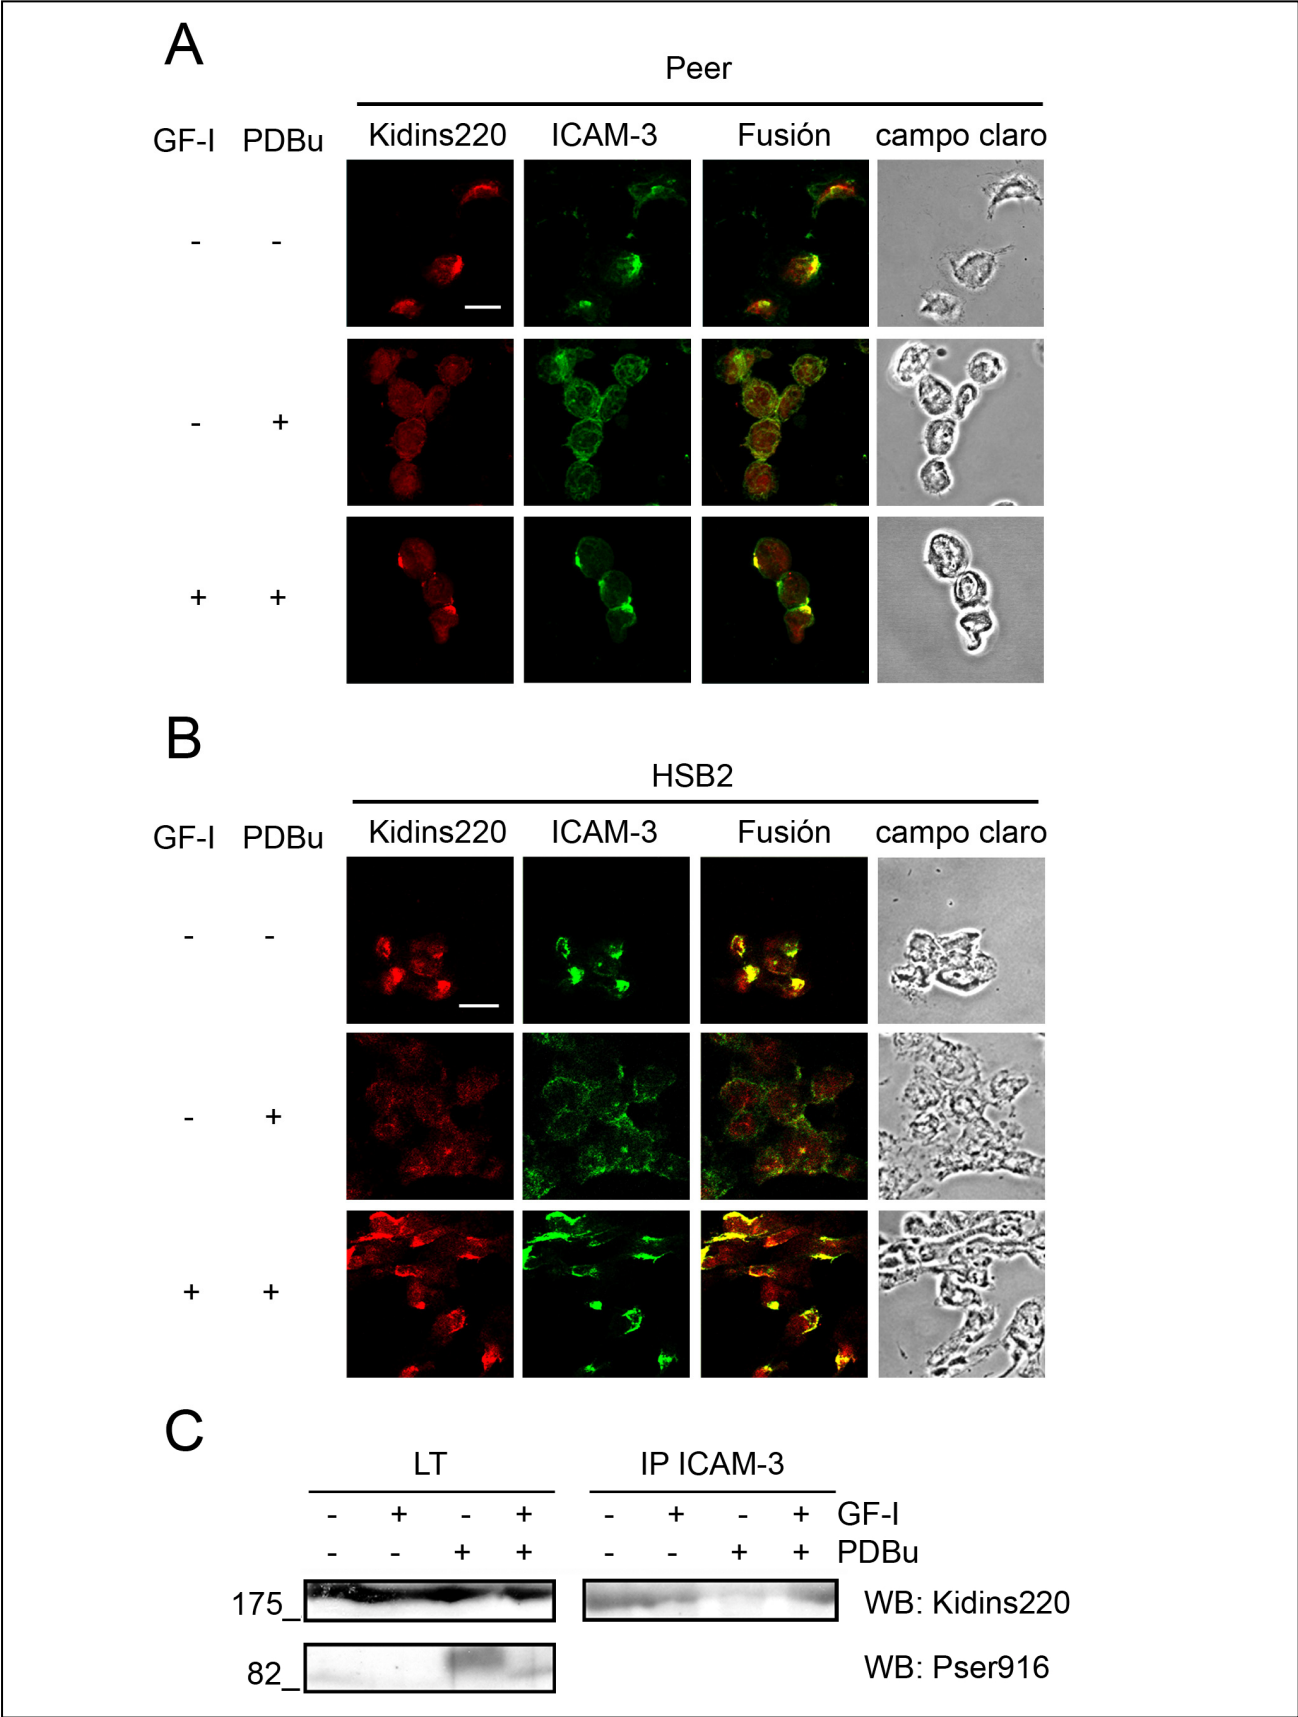 A
Peer
GF-I PDBu Kidins220 ICAM-3 Fusión campo claro
- -
- +
+ +
B
HSB2
GF-I PDBu Kidins220 ICAM-3 Fusión campo claro
- -
- +
+ +
C
LT IP ICAM-3
- + - + - + - + GF-I
- - + + - - + + PDBu
175_ WB: Kidins220
82_ WB: Pser916